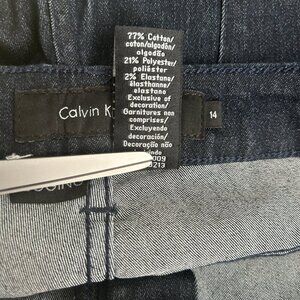 77% Cotton/
coton/algodón/
algodão
21% Polyester/
poliéster
2% Elastane/
élasthanne/
elastano
Exclusive of
decoration/
Garnitures non
comprises/
Excluyendo
decoración/
Decoração não
Calvin K
14